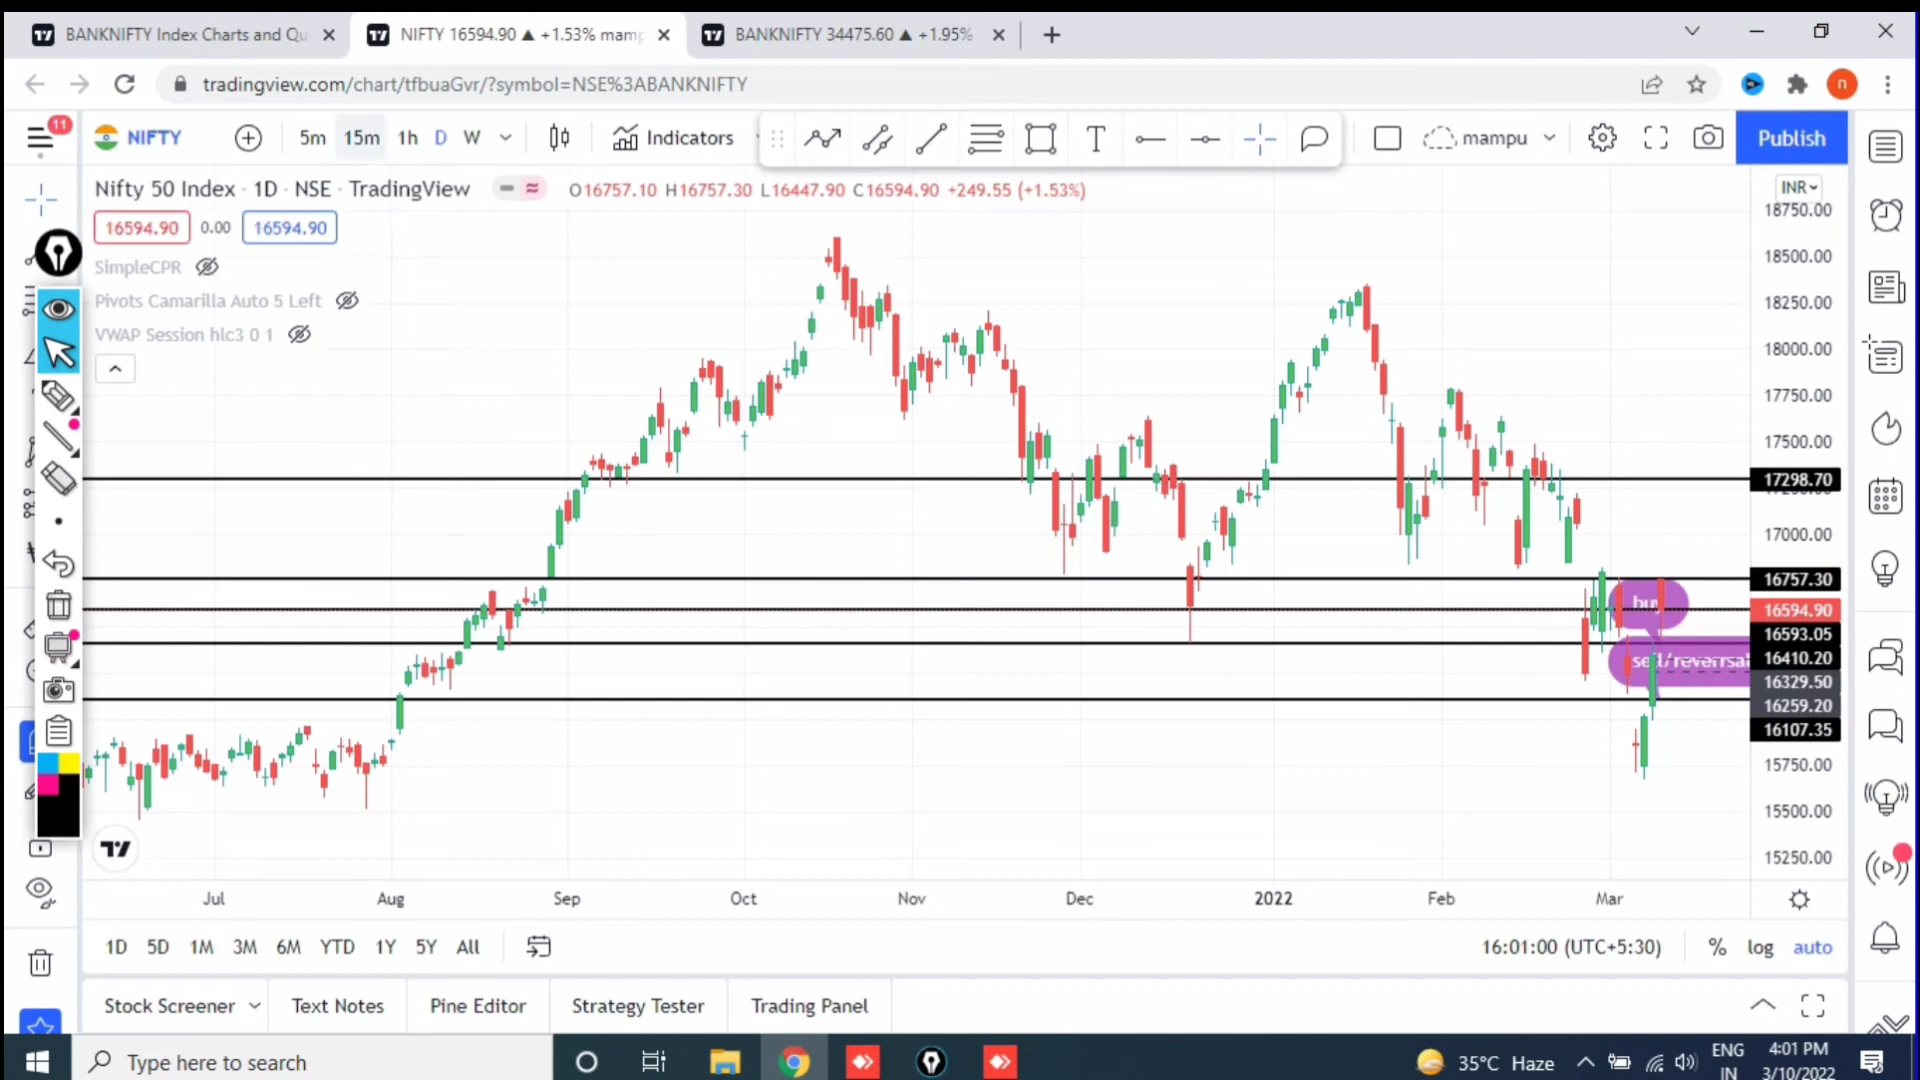 BANKNIFTY Index Charts and Qu
NIFTY 16594.90 ▲ +1.53% mamp
BANKNIFTY 34475.60 ▲ +1.95%
tradingview.com/chart/tfbuaGvr/?symbol=NSE%3ABANKNIFTY
n
11
NIFTY
5m 15m 1h D W
Indicators
T
mampu
Publish
Nifty 50 Index · 1D · NSE · TradingView
O16757.10 H16757.30 L16447.90 C16594.90 +249.55 (+1.53%)
INR
16594.90 0.00 16594.90
SimpleCPR
Pivots Camarilla Auto 5 Left
VWAP Session hlc3 0 1
18750.00
18500.00
18250.00
18000.00
17750.00
17500.00
17298.70
17000.00
16757.30
buy
16594.90
16593.05
sell/reverrsal
16410.20
16329.50
16259.20
16107.35
15750.00
15500.00
15250.00
Jul Aug Sep Oct Nov Dec 2022 Feb Mar
1D 5D 1M 3M 6M YTD 1Y 5Y All
16:01:00 (UTC+5:30) % log auto
Stock Screener Text Notes Pine Editor Strategy Tester Trading Panel
Type here to search
35°C Haze
ENG
IN
4:01 PM
3/10/2022